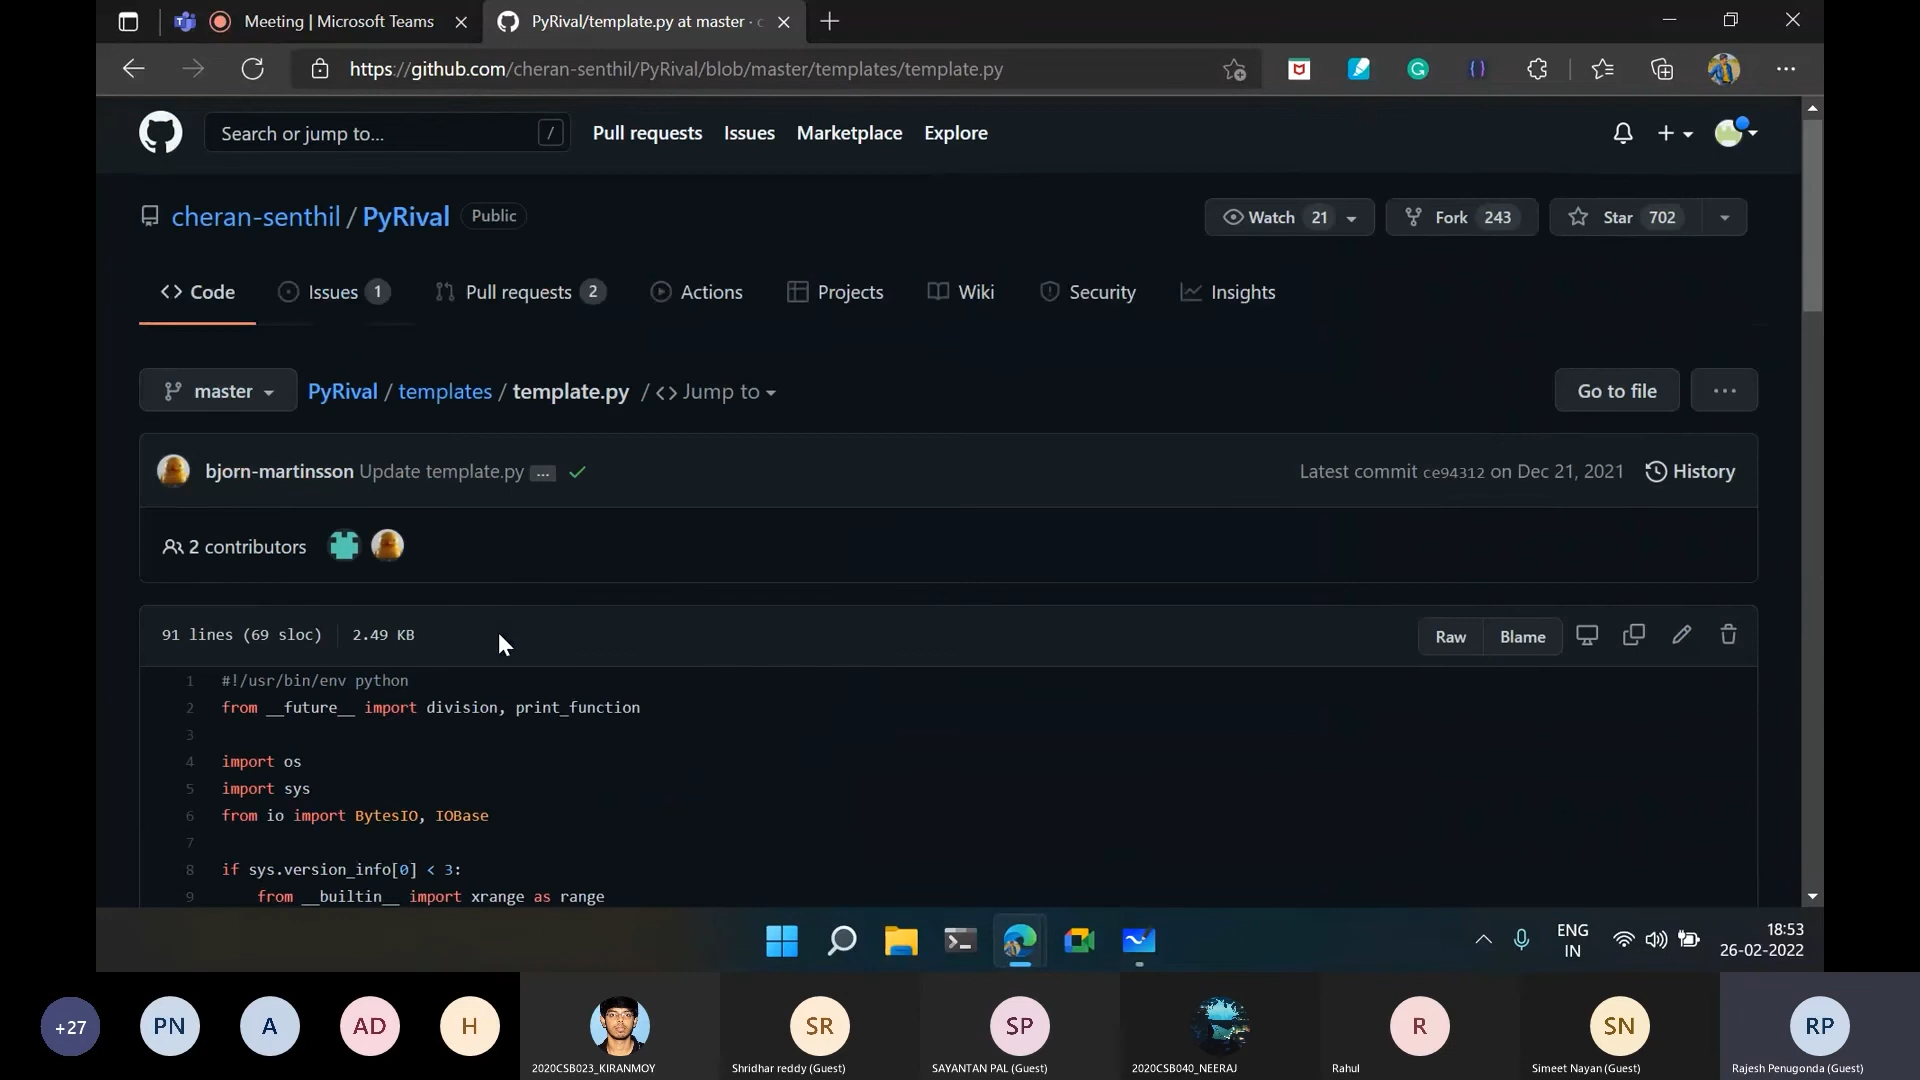 Meeting | Microsoft Teams
PyRival/template.py at master · c
https://github.com/cheran-senthil/PyRival/blob/master/templates/template.py
Search or jump to... /
Pull requests Issues Marketplace Explore
cheran-senthil / PyRival Public
Watch 21
Fork 243
Star 702
Code
Issues 1
Pull requests 2
Actions
Projects
Wiki
Security
Insights
master
PyRival / templates / template.py / <> Jump to
Go to file
...
bjorn-martinsson Update template.py ...
Latest commit ce94312 on Dec 21, 2021 History
2 contributors
91 lines (69 sloc) 2.49 KB
Raw Blame
1 #!/usr/bin/env python
2 from __future__ import division, print_function
3
4 import os
5 import sys
6 from io import BytesIO, IOBase
7
8 if sys.version_info[0] < 3:
9 from __builtin__ import xrange as range
ENG
IN
18:53
26-02-2022
+27
PN
A
AD
H
2020CSB023_KIRANMOY
SR
Shridhar reddy (Guest)
SP
SAYANTAN PAL (Guest)
2020CSB040_NEERAJ
R
Rahul
SN
Simeet Nayan (Guest)
RP
Rajesh Penugonda (Guest)